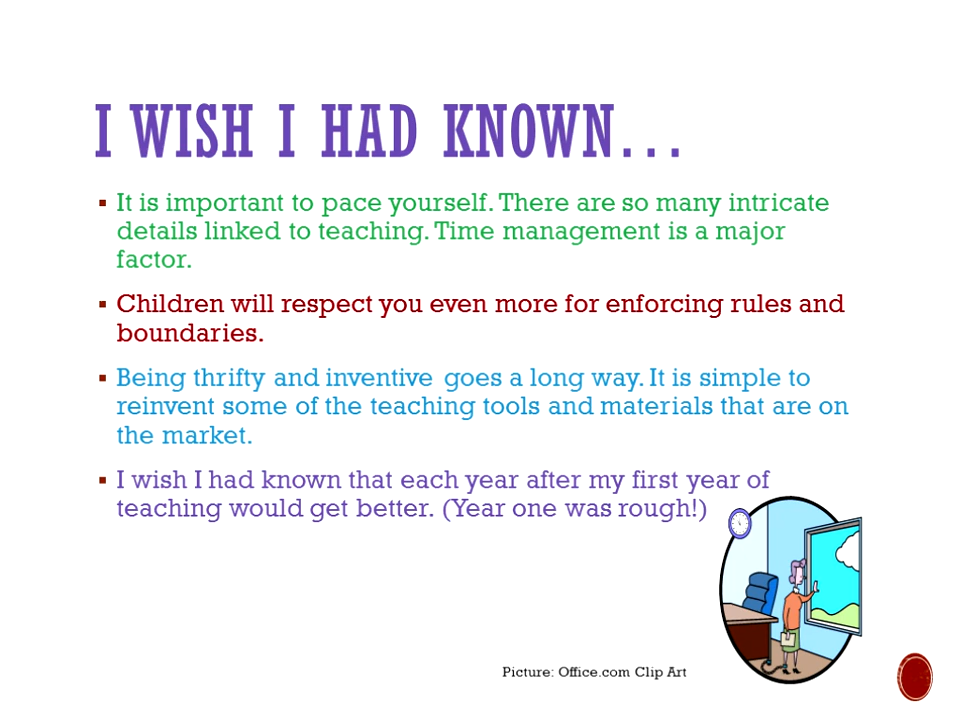 I WISH I HAD KNOWN...
▪ It is important to pace yourself. There are so many intricate
details linked to teaching. Time management is a major
factor.
▪ Children will respect you even more for enforcing rules and
boundaries.
▪ Being thrifty and inventive goes a long way. It is simple to
reinvent some of the teaching tools and materials that are on
the market.
▪ I wish I had known that each year after my first year of
teaching would get better. (Year one was rough!)
Picture: Office.com Clip Art